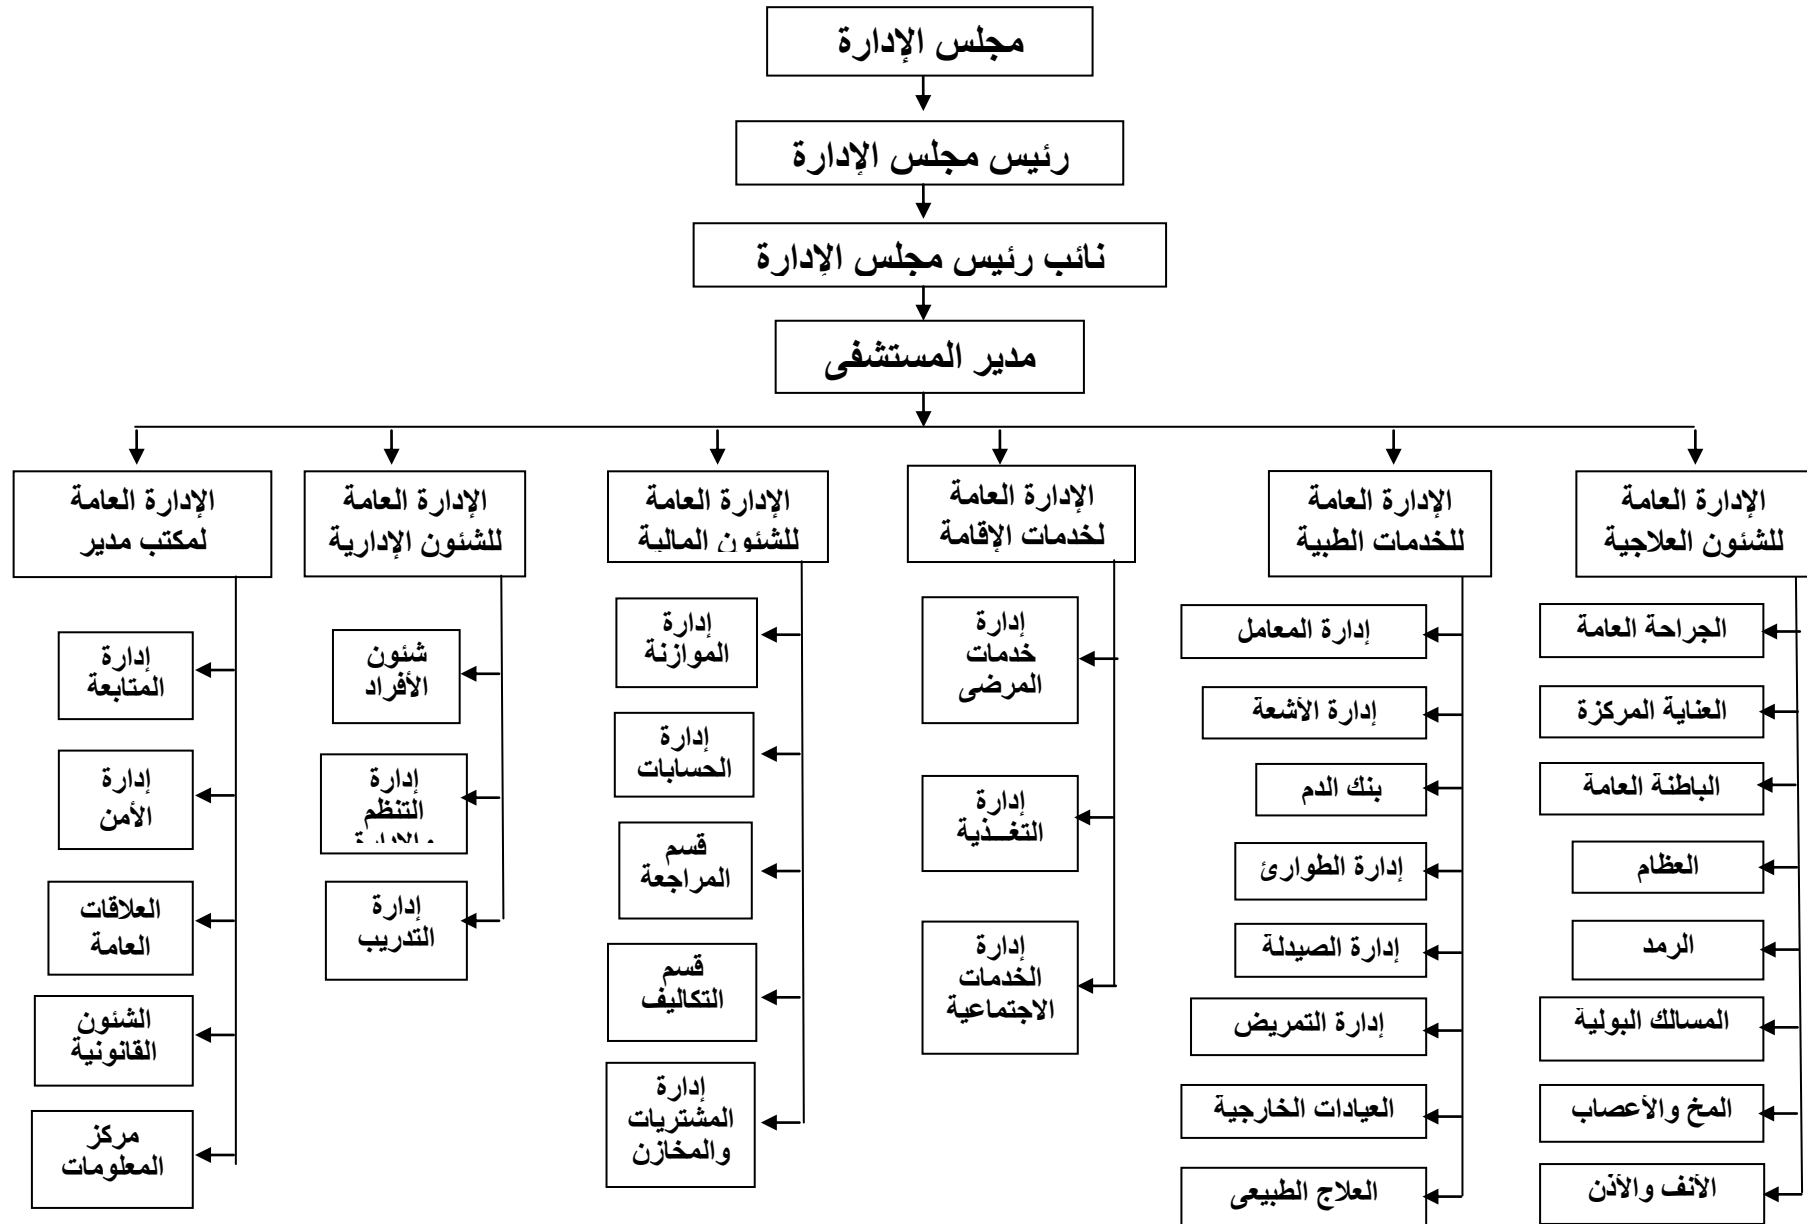 مجلس الإدارة
رئيس مجلس الإدارة
نائب رئيس مجلس الإدارة
مدير المستشفى
الإدارة العامة
للشئون العلاجية
الجراحة العامة
العناية المركزة
الباطنة العامة
العظام
الرمد
المسالك البولية
المخ والأعصاب
الأنف والأذن
الإدارة العامة
للخدمات الطبية
إدارة المعامل
إدارة الأشعة
بنك الدم
إدارة الطوارئ
إدارة الصيدلة
إدارة التمريض
العيادات الخارجية
العلاج الطبيعى
الإدارة العامة
لخدمات الإقامة
إدارة
خدمات
المرضى
إدارة
التغـــذية
إدارة
الخدمات
الاجتماعية
الإدارة العامة
للشئون المالية
إدارة
الموازنة
إدارة
الحسابات
قسم
المراجعة
قسم
التكاليف
إدارة
المشتريات
والمخازن
الإدارة العامة
للشئون الإدارية
شئون
الأفراد
إدارة
التنظم
والإدارة
إدارة
التدريب
الإدارة العامة
لمكتب مدير
إدارة
المتابعة
إدارة
الأمن
العلاقات
العامة
الشئون
القانونية
مركز
المعلومات